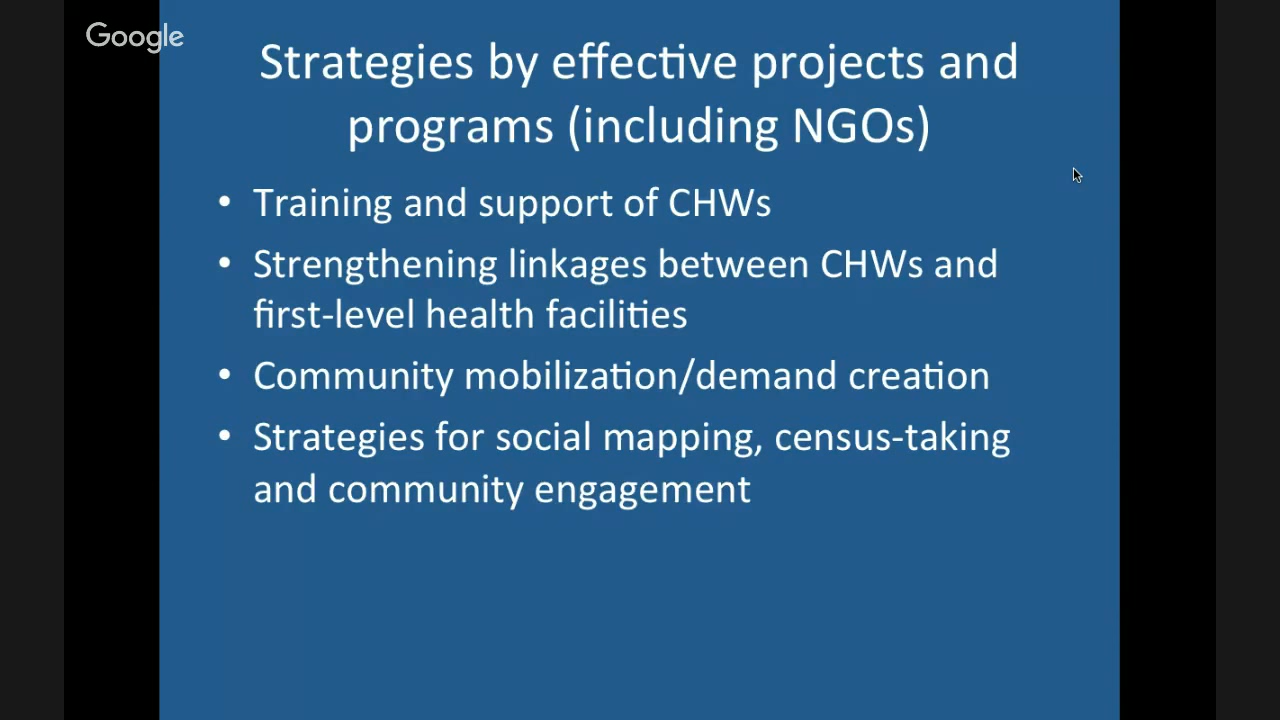 Google
Strategies by effective projects and
programs (including NGOs)
• Training and support of CHWs
• Strengthening linkages between CHWs and
first-level health facilities
• Community mobilization/demand creation
• Strategies for social mapping, census-taking
and community engagement